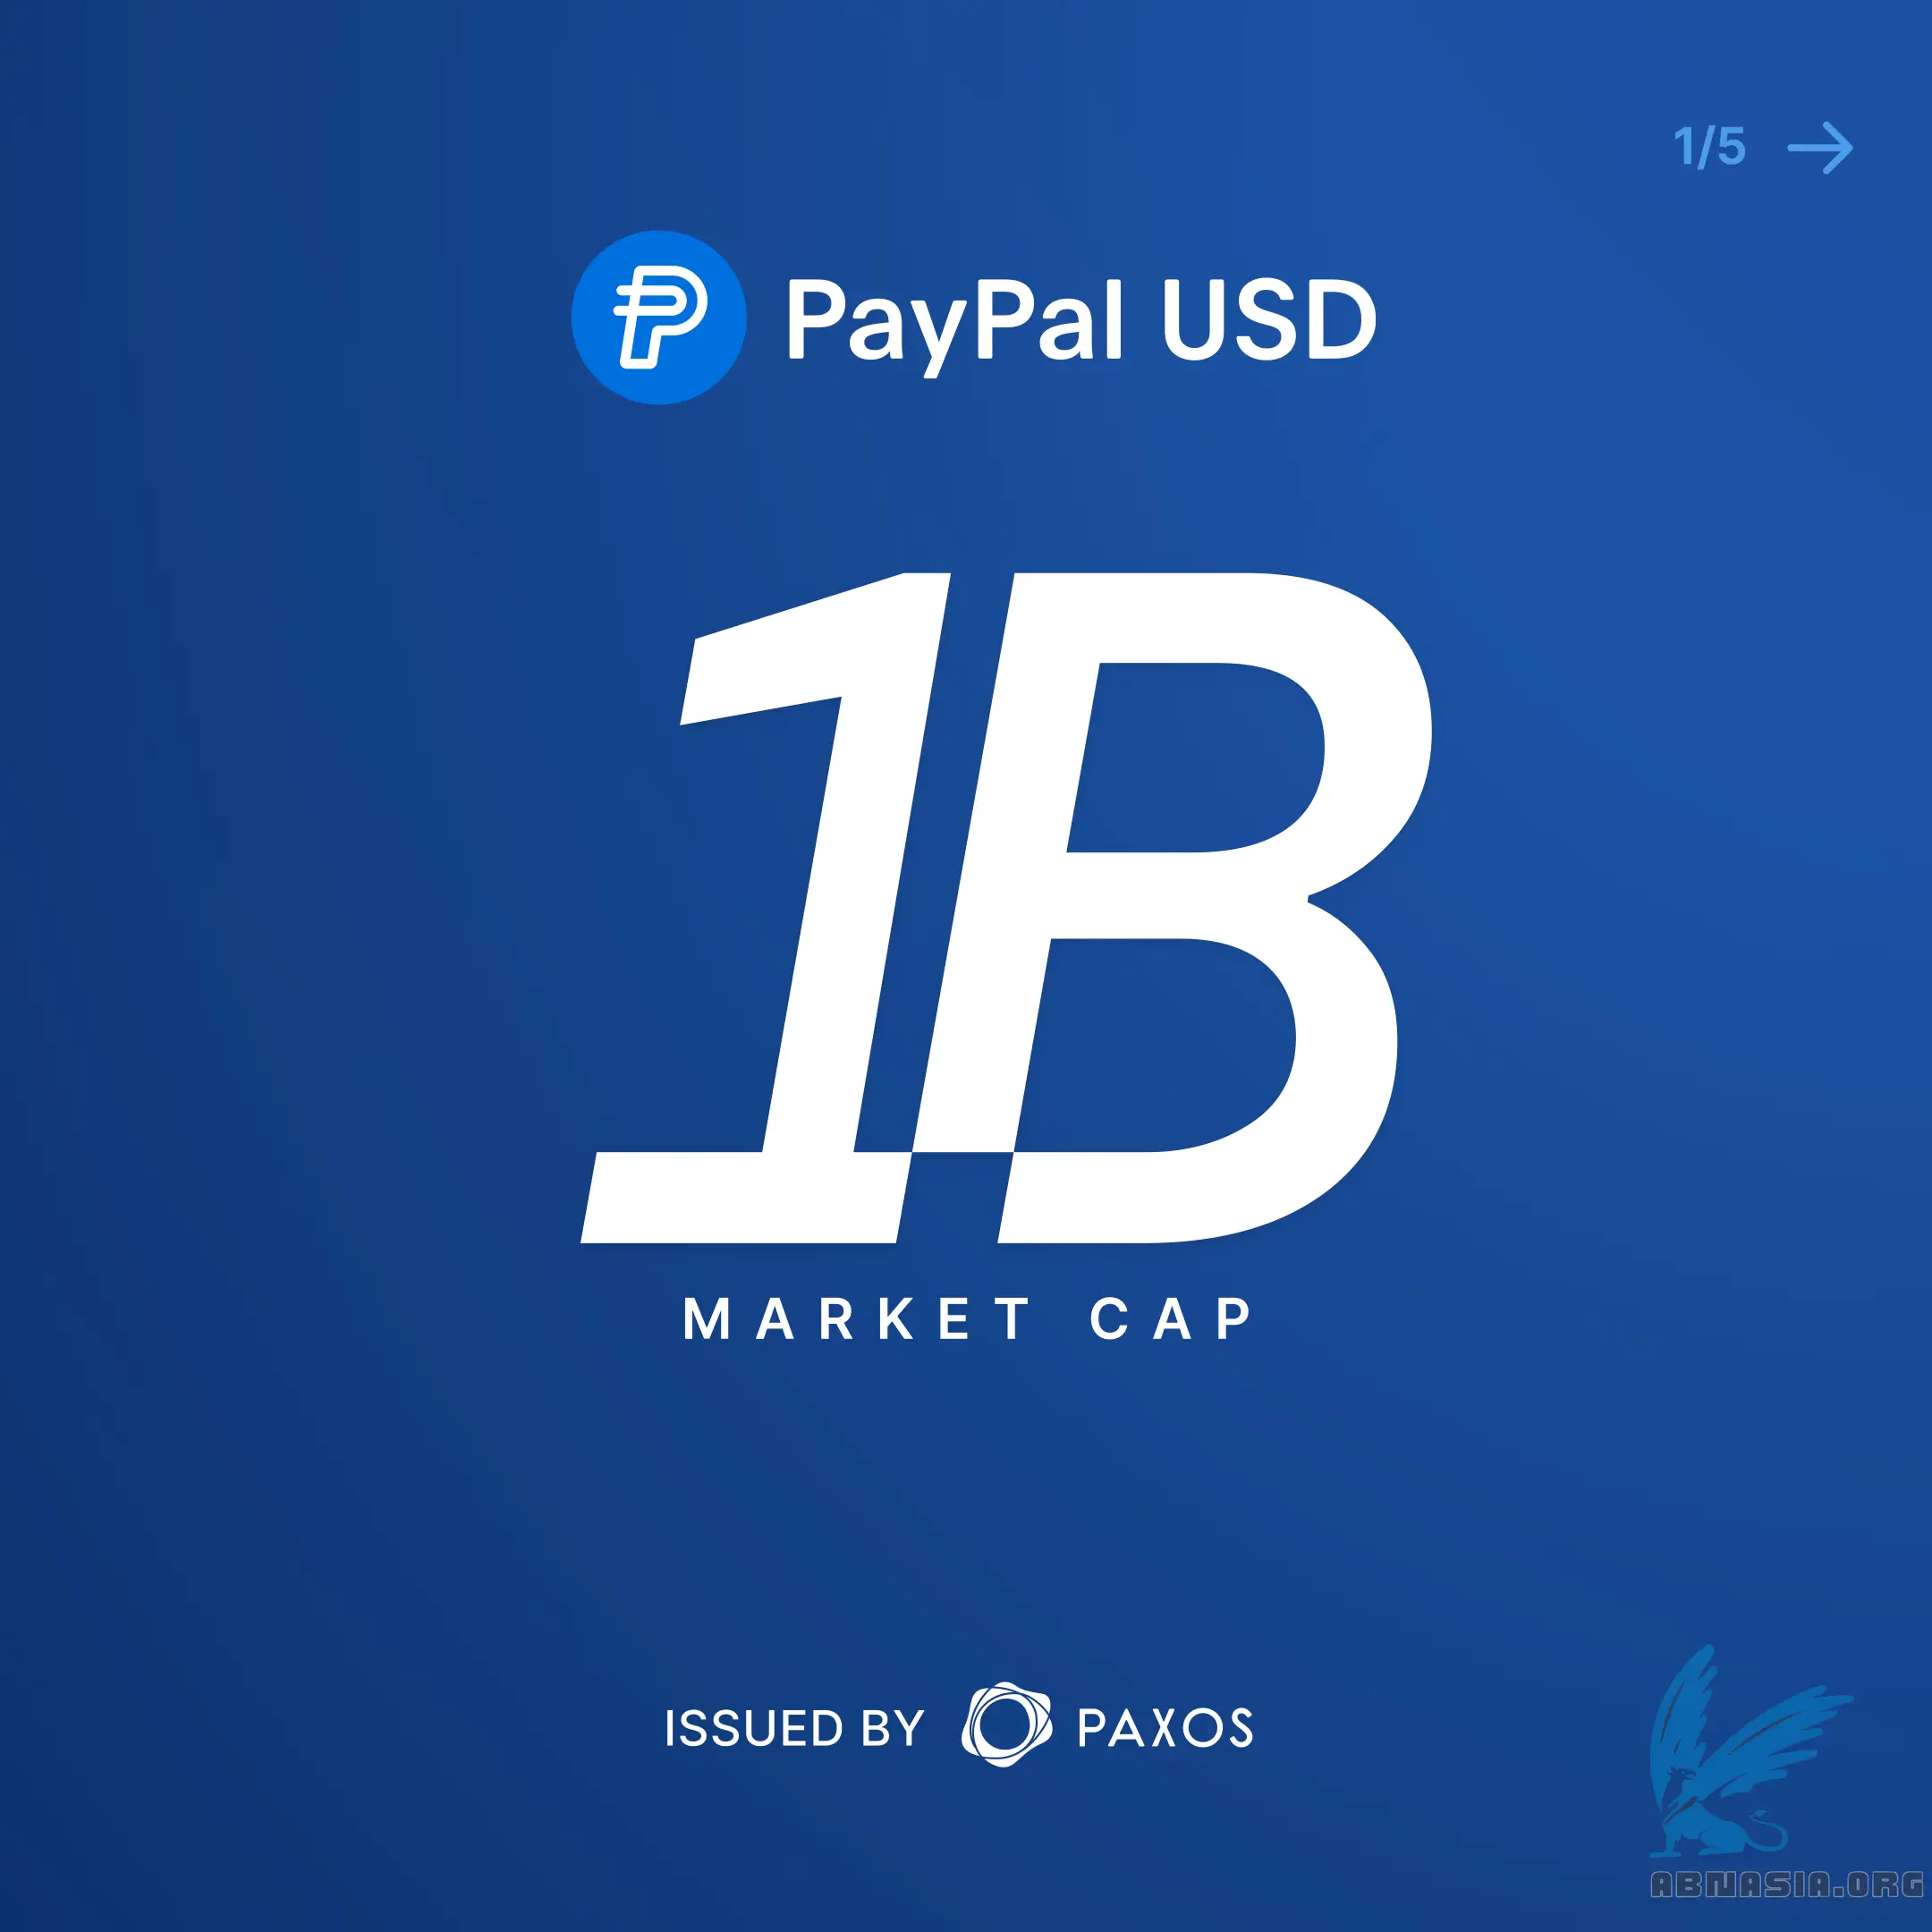 1/5 →
PayPal USD
1B
MARKET CAP
ISSUED BY PAXOS
ABNASIA.ORG